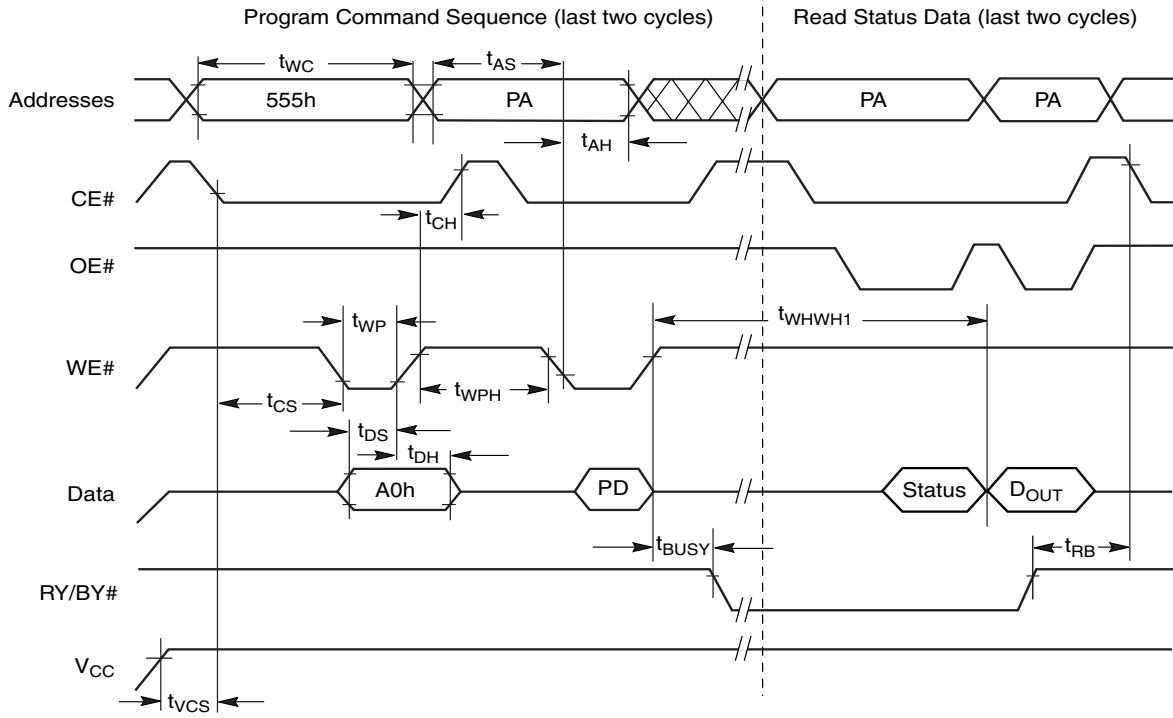 Program Command Sequence (last two cycles)
Read Status Data (last two cycles)
tWC
tAS
Addresses
555h
PA
PA
PA
tAH
CE#
tCH
OE#
tWHWH1
tWP
WE#
tWPH
tCS
tDS
tDH
Data
A0h
PD
Status
DOUT
tBUSY
tRB
RY/BY#
VCC
tVCS